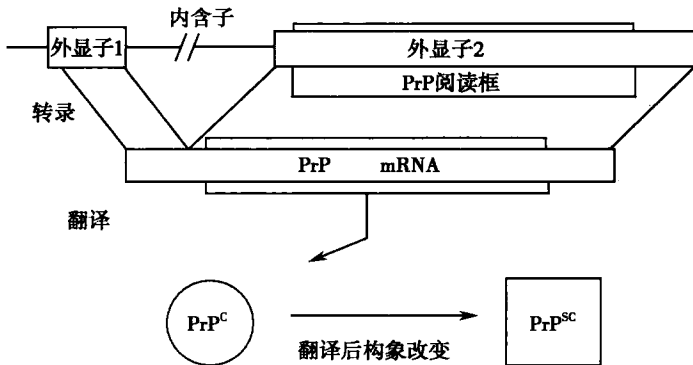 内含子
外显子1
外显子2
PrP阅读框
转录
PrP mRNA
翻译
PrP^C
PrP^SC
翻译后构象改变